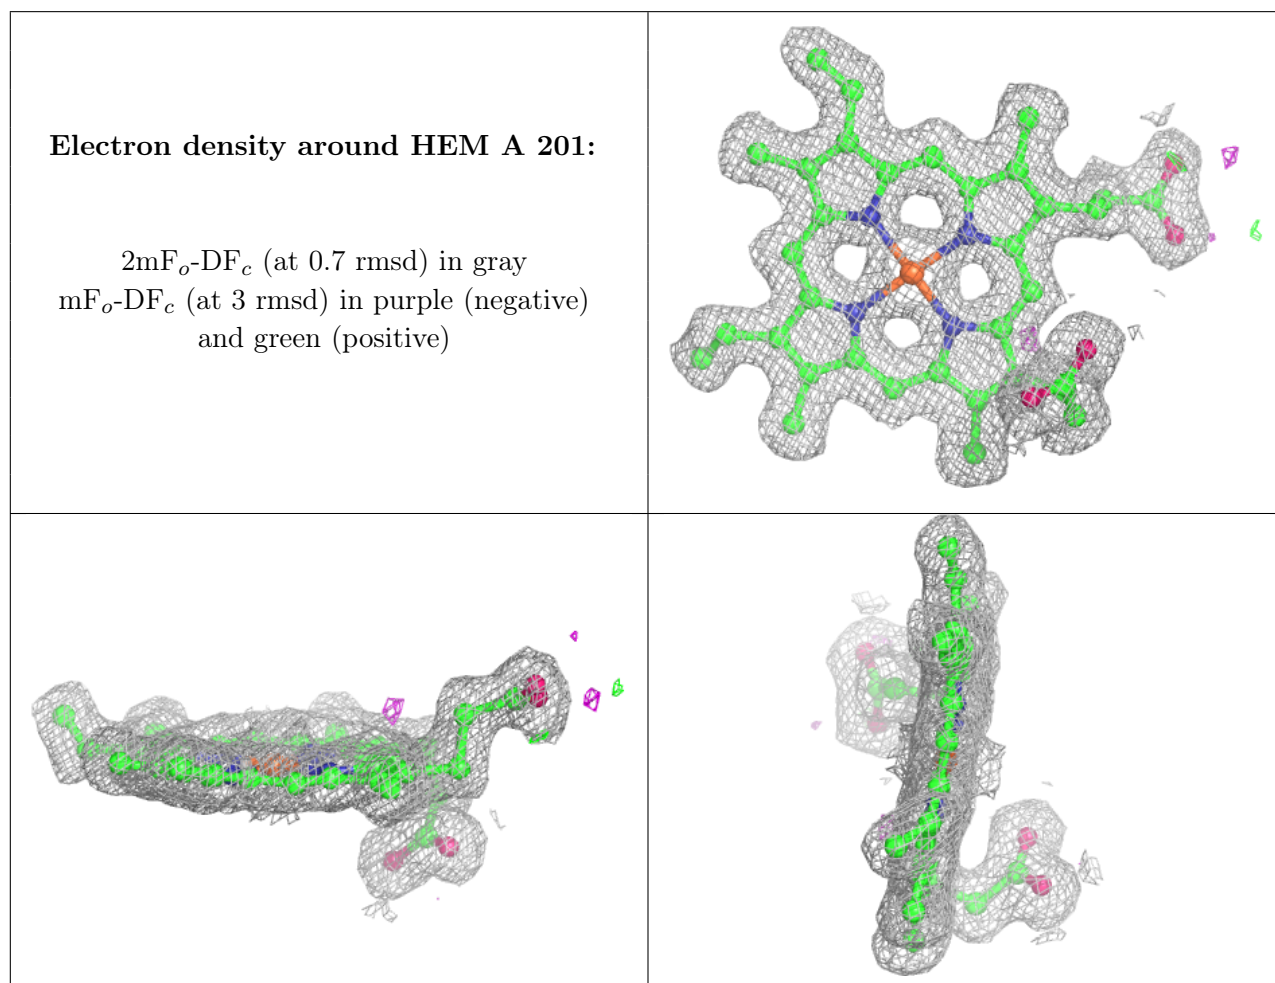 Electron density around HEM A 201:
2mFo-DFc (at 0.7 rmsd) in gray
mFo-DFc (at 3 rmsd) in purple (negative)
and green (positive)